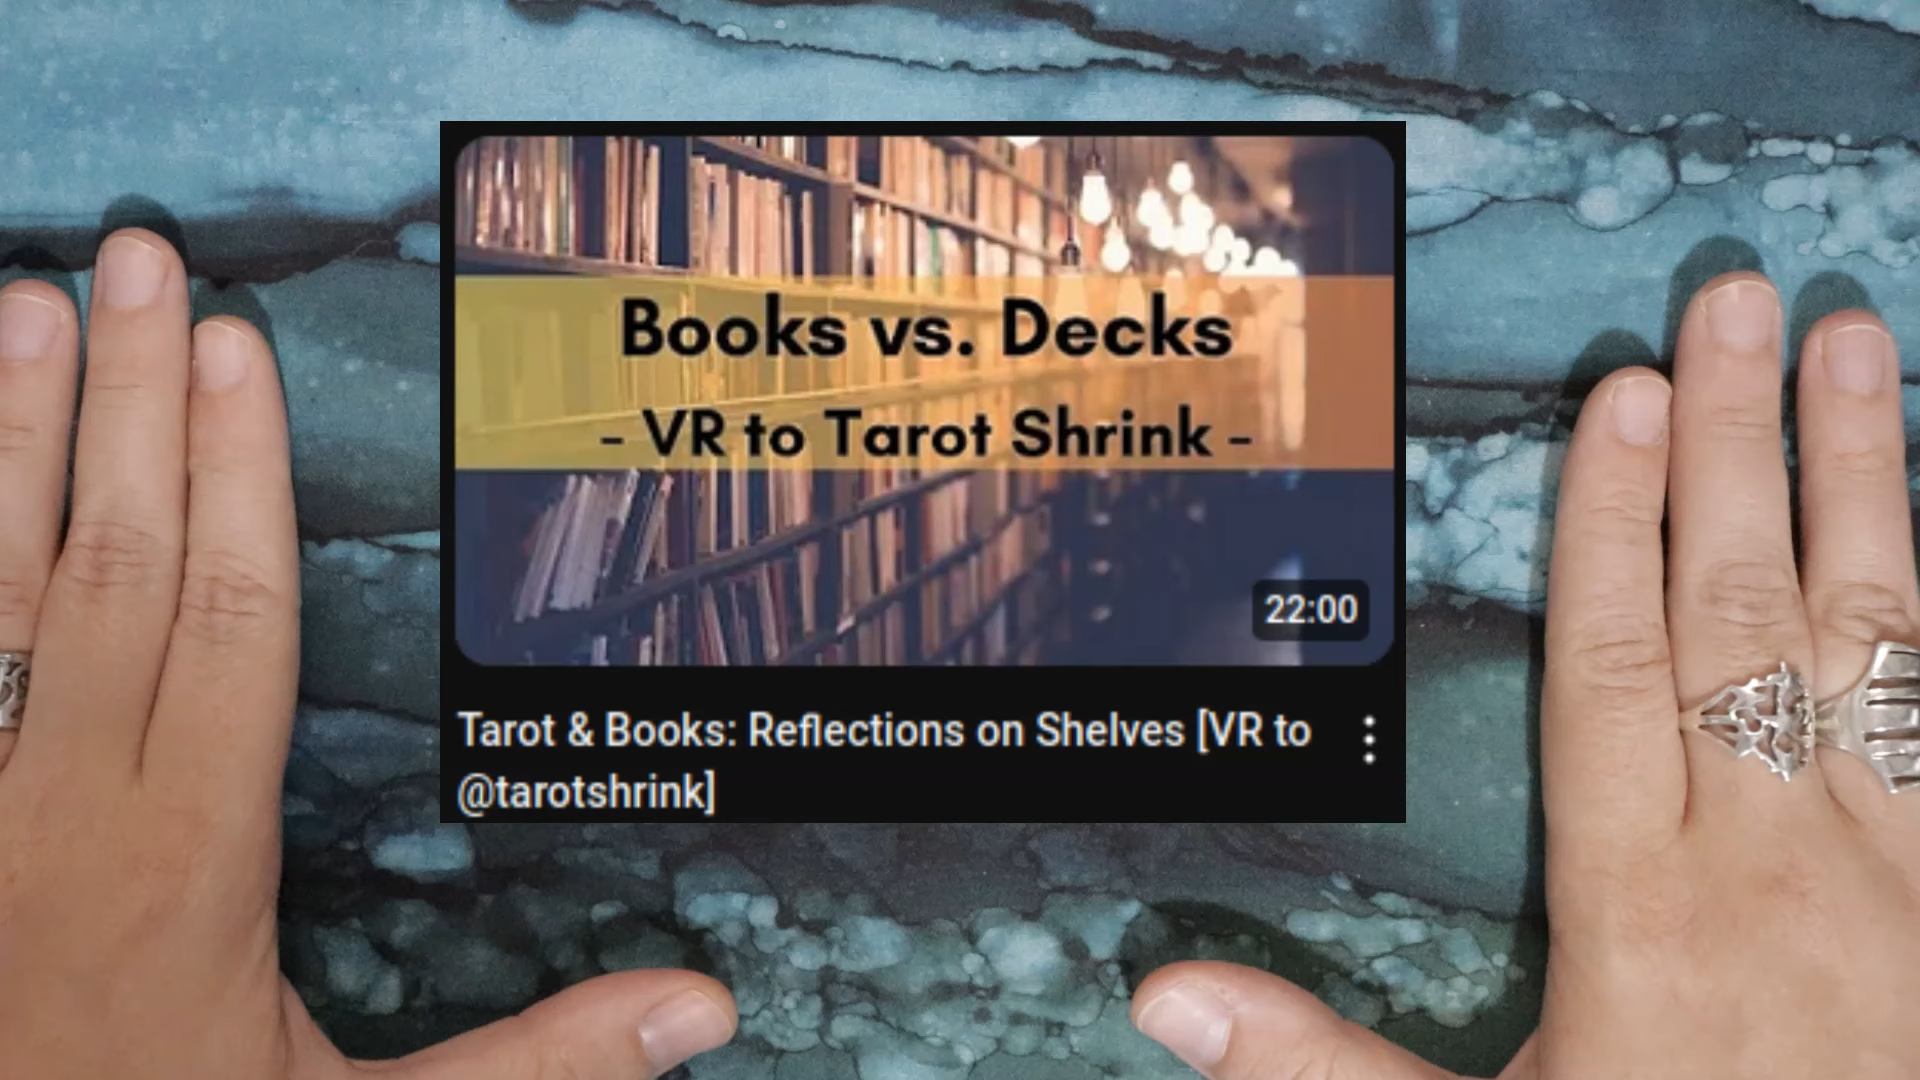 Books vs. Decks
- VR to Tarot Shrink -
22:00
Tarot & Books: Reflections on Shelves [VR to
@tarotshrink]